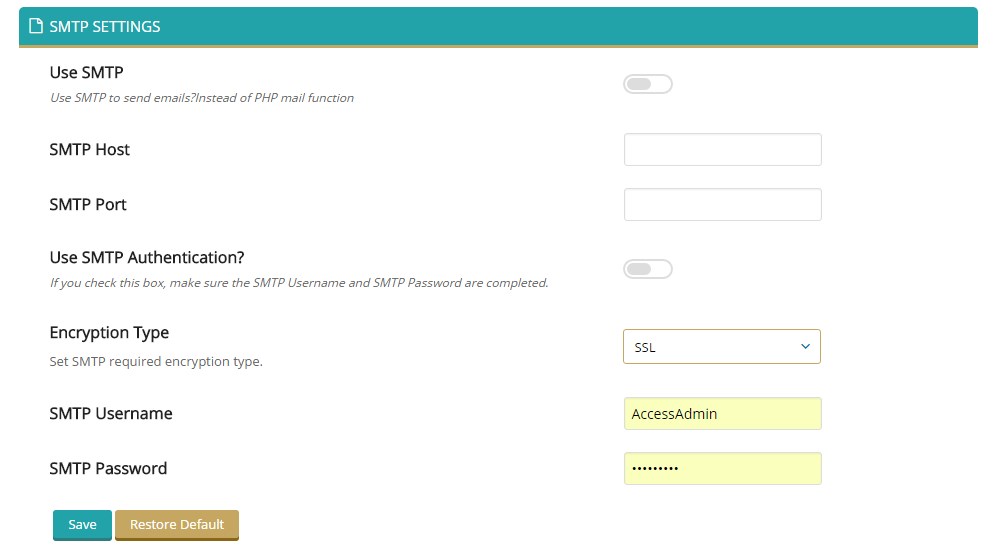 SMTP SETTINGS
Use SMTP
Use SMTP to send emails?Instead of PHP mail function
SMTP Host
SMTP Port
Use SMTP Authentication?
If you check this box, make sure the SMTP Username and SMTP Password are completed.
Encryption Type
SSL
Set SMTP required encryption type.
SMTP Username
AccessAdmin
SMTP Password
•••••••••
Save
Restore Default